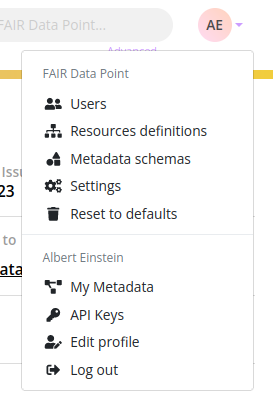 FAIR Data Point...
AE
Advanced
FAIR Data Point
Users
Issu
Resources definitions
Metadata schemas
23
Settings
Reset to defaults
to
Albert Einstein
ata
My Metadata
API Keys
Edit profile
Log out